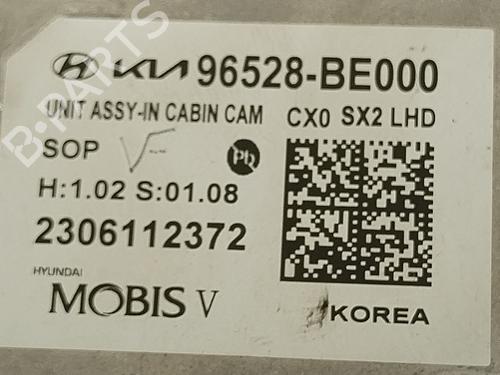 KIA 96528-BE000
UNIT ASSY-IN CABIN CAM CX0 SX2 LHD
SOP Pb
H:1.02 S:01.08
2306112372
HYUNDAI
MOBIS V
KOREA
B-PARTS